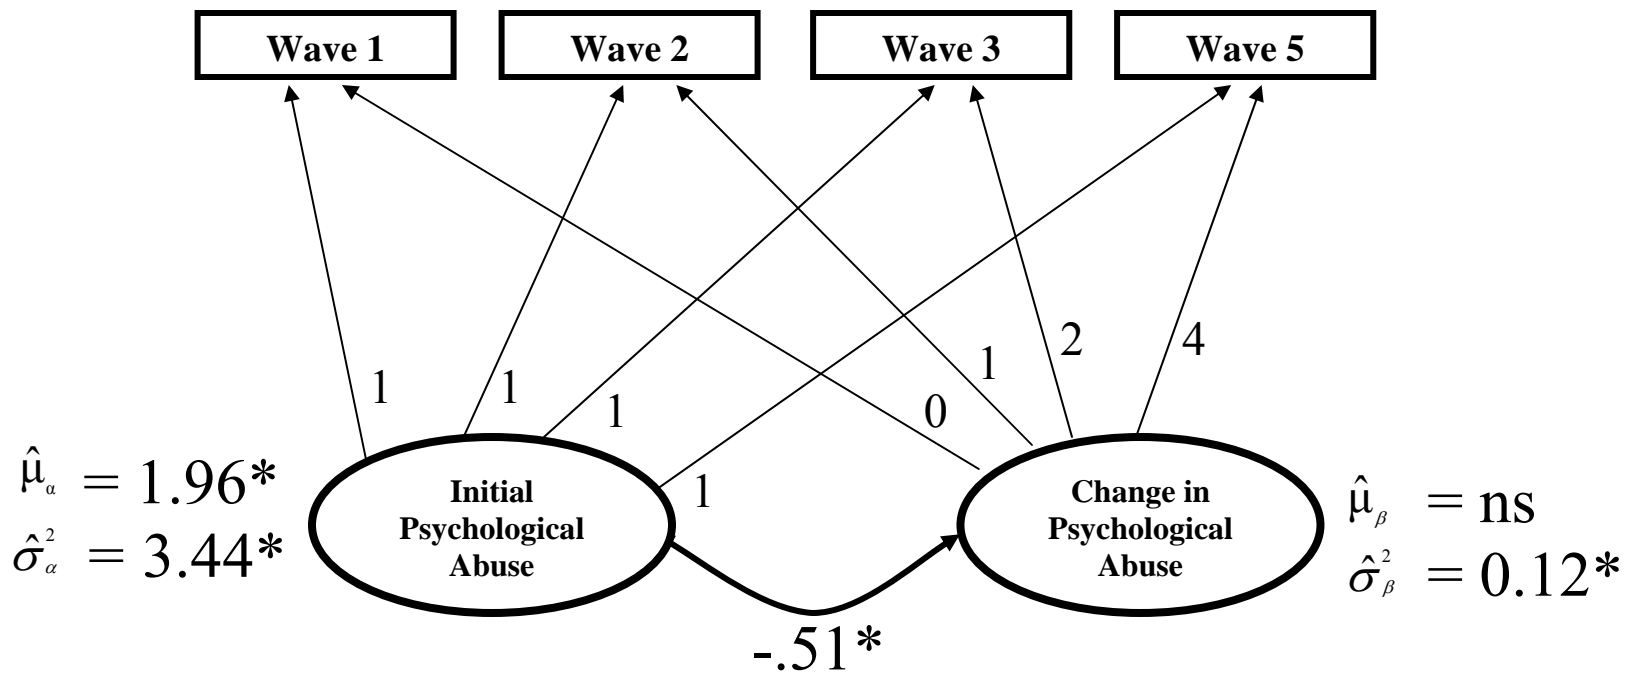 Wave 1
Wave 2
Wave 3
Wave 5
1
1
1
1
0
1
2
4
Initial
Psychological
Abuse
Change in
Psychological
Abuse
μ̂α = 1.96*
σ̂²α = 3.44*
μ̂β = ns
σ̂²β = 0.12*
-.51*